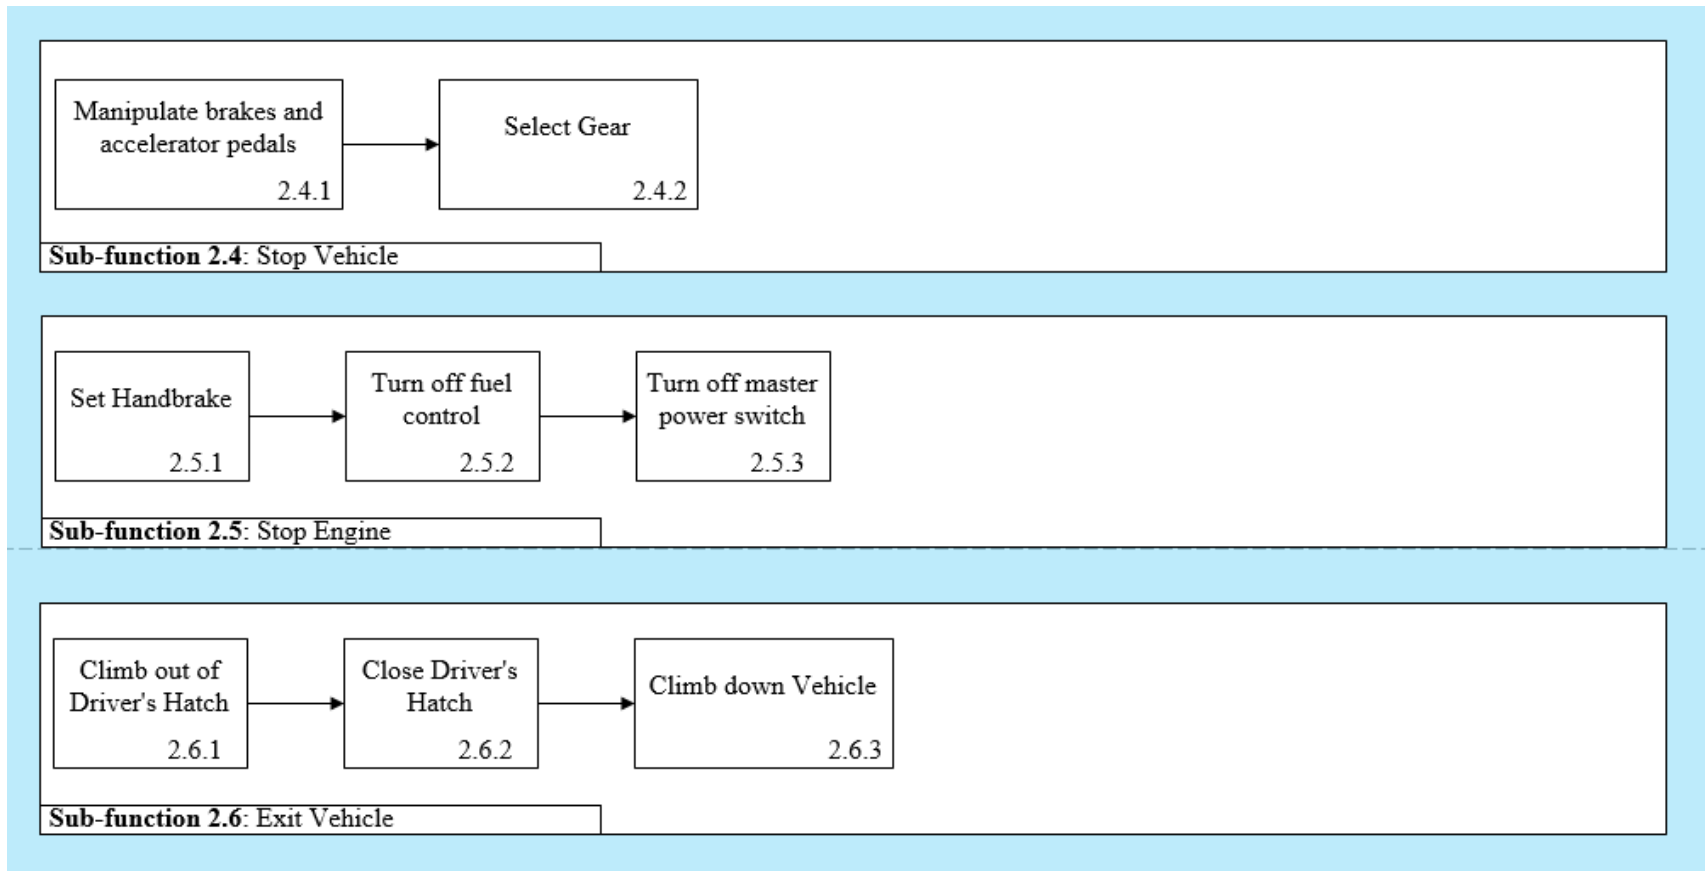 Manipulate brakes and
accelerator pedals
2.4.1
Select Gear
2.4.2
Sub-function 2.4: Stop Vehicle
Set Handbrake
2.5.1
Turn off fuel
control
2.5.2
Turn off master
power switch
2.5.3
Sub-function 2.5: Stop Engine
Climb out of
Driver's Hatch
2.6.1
Close Driver's
Hatch
2.6.2
Climb down Vehicle
2.6.3
Sub-function 2.6: Exit Vehicle